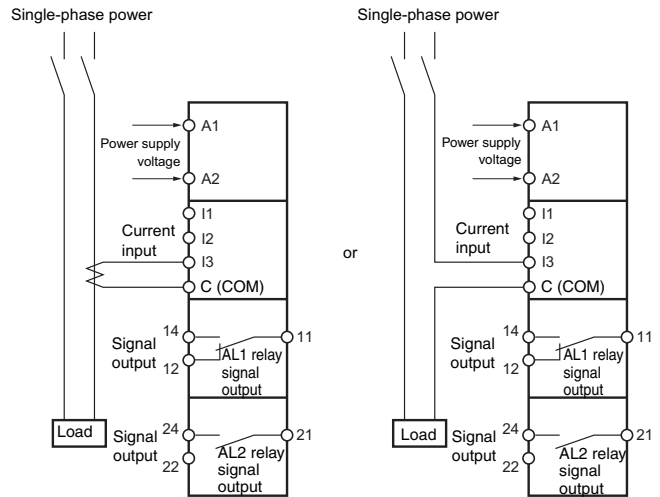 Single-phase power
A1
Power supply
voltage
A2
I1
I2
Current
input
I3
C (COM)
14
11
Signal
output
AL1 relay
signal
output
12
Load
Signal
output
24
21
AL2 relay
signal
output
22
or
Single-phase power
A1
Power supply
voltage
A2
I1
I2
Current
input
I3
C (COM)
14
11
Signal
output
AL1 relay
signal
output
12
Load
Signal
output
24
21
AL2 relay
signal
output
22